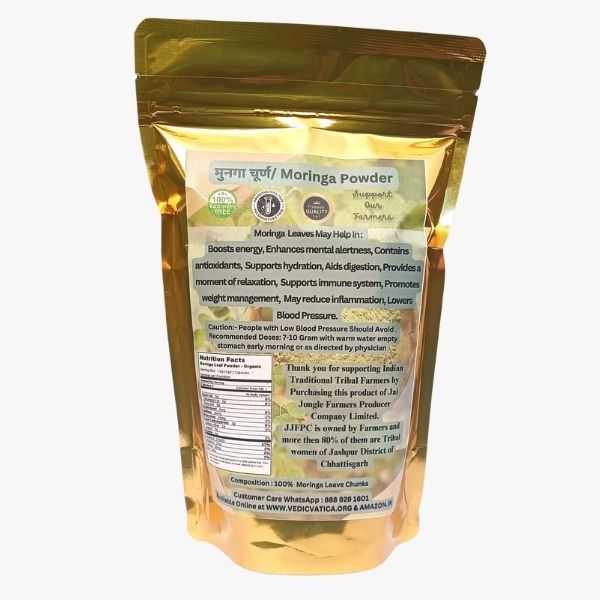 मुनगा चूर्ण/ Moringa Powder
100%
FREE
Premium
QUALITY
Support
Our
Farmers
Moringa Leaves May Help In:
Boosts energy, Enhances mental alertness, Contains
antioxidants, Supports hydration, Aids digestion, Provides a
moment of relaxation, Supports immune system, Promotes
weight management, May reduce inflammation, Lowers
Blood Pressure.
Caution:- People with Low Blood Pressure Should Avoid.
Recommended Doses: 7-10 Gram with warm water empty
stomach early morning or as directed by physician
Nutrition Facts
Moringa Leaf Powder - Organic
Thank you for supporting Indian
Traditional Tribal Farmers by
Purchasing this product of Jai
Jungle Farmers Producer
Company Limited.
JJFPC is owned by Farmers and
more then 80% of them are Tribal
women of Jashpur District of
Chhattisgarh
Composition : 100% Moringa Leave Chunks
Customer Care WhatsApp : 888 929 1601
Available Online at WWW.VEDICVATICA.ORG & AMAZON.IN